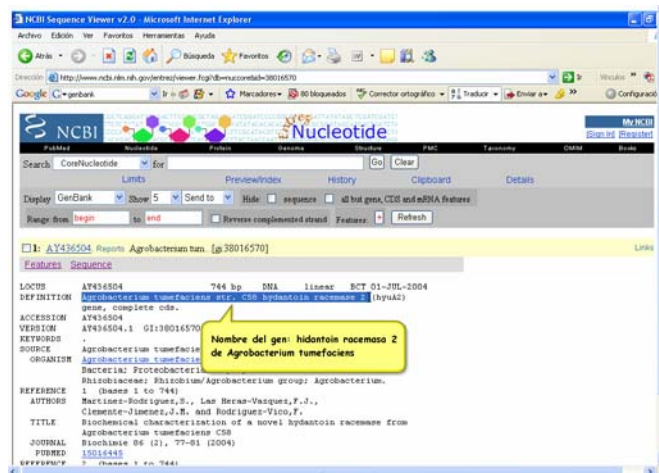 NCBI Sequence Viewer v2.0 - Microsoft Internet Explorer
Archivo Edición Ver Favoritos Herramientas Ayuda
Atrás Búsqueda Favoritos
Dirección http://www.ncbi.nlm.nih.gov/entrez/viewer.fcgi?db=nuccore&id=38016570 Ir Vínculos
Google genbank Ir Marcadores 80 bloqueados Corrector ortográfico Traducir Enviar a Configuració
NCBI Nucleotide My NCBI
[Sign In] [Register]
PubMed Nucleotide Protein Genome Structure PMC Taxonomy OMIM Books
Search CoreNucleotide for Go Clear
Limits Preview/Index History Clipboard Details
Display GenBank Show 5 Send to Hide: sequence all but gene, CDS and mRNA features
Range: from begin to end Reverse complemented strand Features: + Refresh
1: AY436504. Reports Agrobacterium tum...[gi:38016570] Links
Features Sequence
LOCUS AY436504 744 bp DNA linear BCT 01-JUL-2004
DEFINITION Agrobacterium tumefaciens str. C58 hydantoin racemase 2 (hyuA2)
gene, complete cds.
ACCESSION AY436504
VERSION AY436504.1 GI:38016570
KEYWORDS .
SOURCE Agrobacterium tumefac
ORGANISM Agrobacterium tumefac
Bacteria; Proteobacter
Rhizobiaceae; Rhizobium/Agrobacterium group; Agrobacterium.
Nombre del gen: hidantoin racemasa 2
de Agrobacterium tumefaciens
REFERENCE 1 (bases 1 to 744)
AUTHORS Martinez-Rodriguez,S., Las Heras-Vazquez,F.J.,
Clemente-Jimenez,J.M. and Rodriguez-Vico,F.
TITLE Biochemical characterization of a novel hydantoin racemase from
Agrobacterium tumefaciens C58
JOURNAL Biochimie 86 (2), 77-81 (2004)
PUBMED 15016445
REFERENCE 2 (bases 1 to 744)